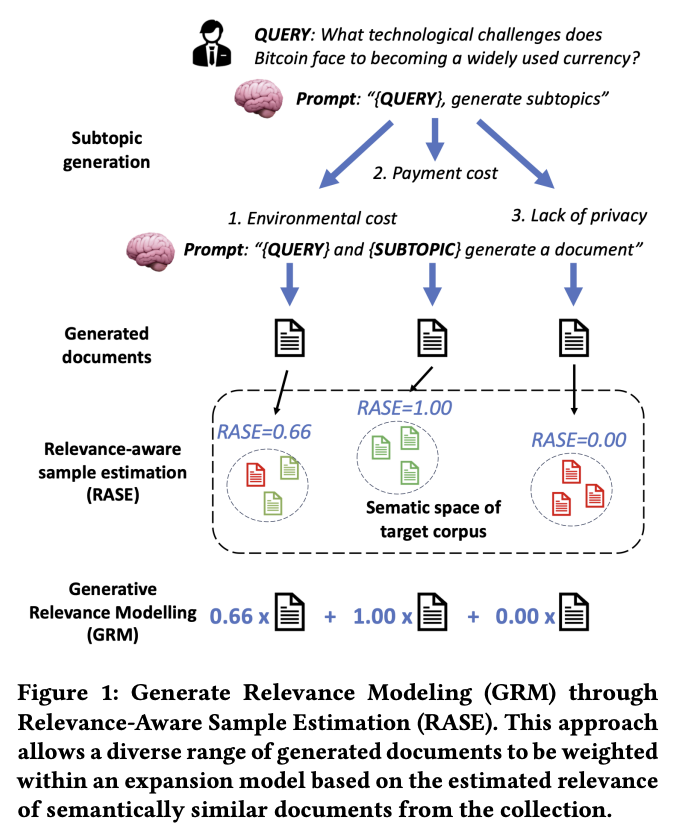 QUERY: What technological challenges does
Bitcoin face to becoming a widely used currency?
Prompt: “{QUERY}, generate subtopics”
Subtopic
generation
2. Payment cost
1. Environmental cost
3. Lack of privacy
Prompt: “{QUERY} and {SUBTOPIC} generate a document”
Generated
documents
RASE=0.66
RASE=1.00
RASE=0.00
Relevance-aware
sample estimation
(RASE)
Sematic space of
target corpus
Generative
Relevance Modelling
(GRM)
0.66 x + 1.00 x + 0.00 x
Figure 1: Generate Relevance Modeling (GRM) through
Relevance-Aware Sample Estimation (RASE). This approach
allows a diverse range of generated documents to be weighted
within an expansion model based on the estimated relevance
of semantically similar documents from the collection.